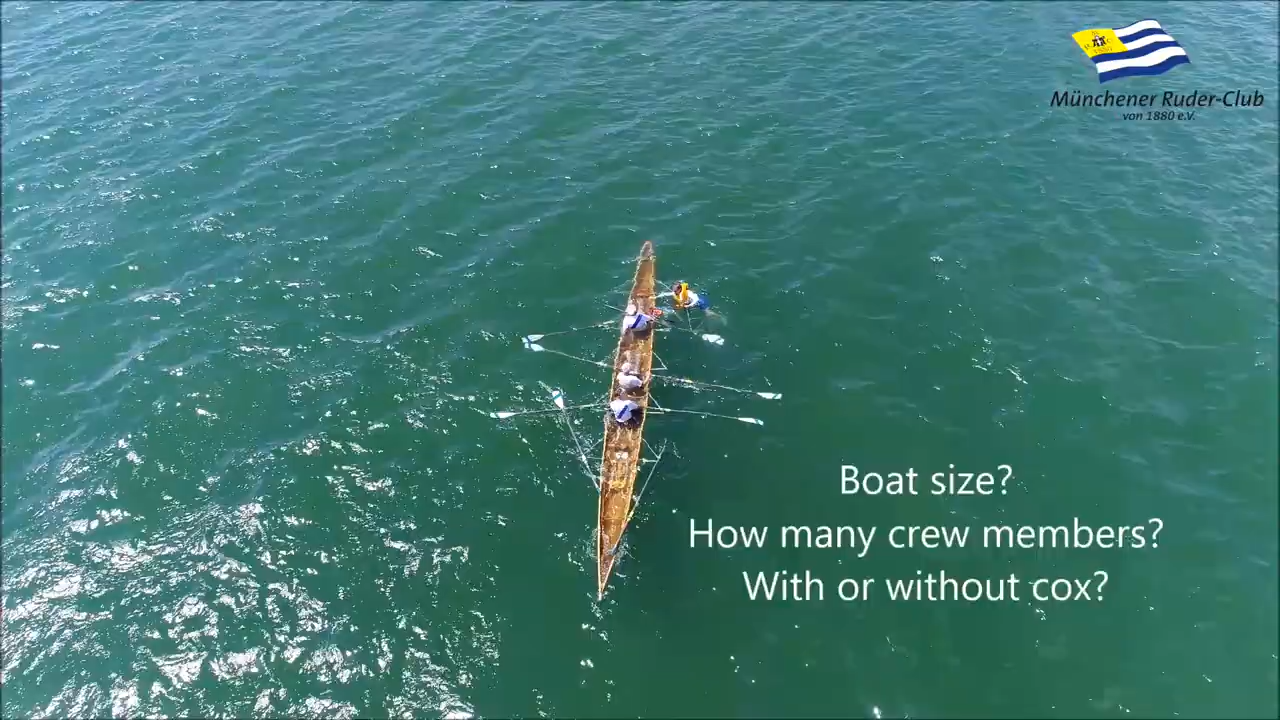 Münchener Ruder-Club
von 1880 e.V.
Boat size?
How many crew members?
With or without cox?